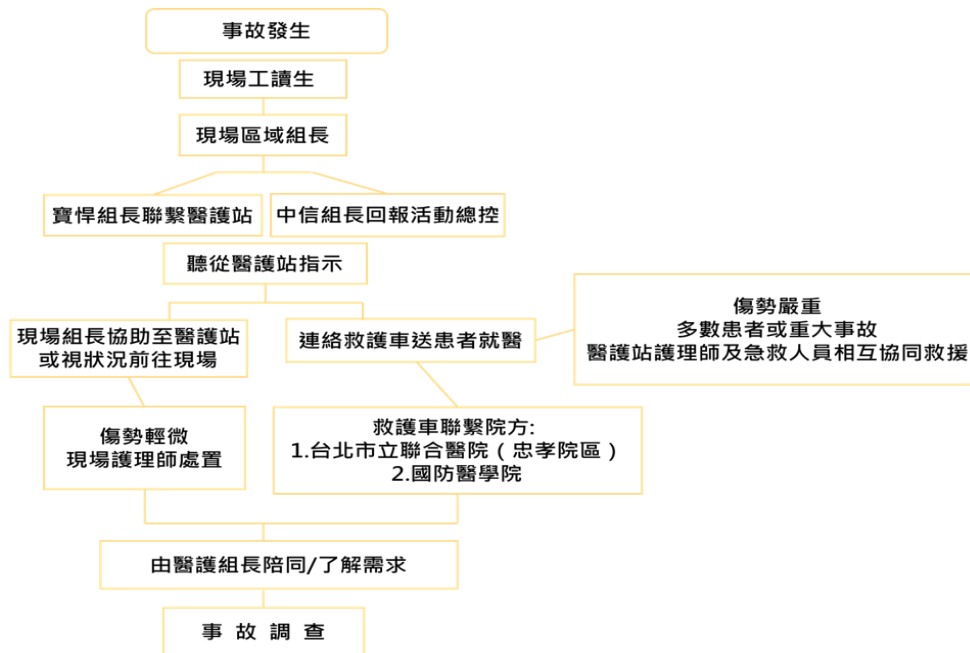 事故發生
現場工讀生
現場區域組長
寶悍組長聯繫醫護站
中信組長回報活動總控
聽從醫護站指示
現場組長協助至醫護站
或視狀況前往現場
連絡救護車送患者就醫
傷勢嚴重
多數患者或重大事故
醫護站護理師及急救人員相互協同救援
傷勢輕微
現場護理師處置
救護車聯繫院方:
1.台北市立聯合醫院（忠孝院區）
2.國防醫學院
由醫護組長陪同/了解需求
事 故 調 查